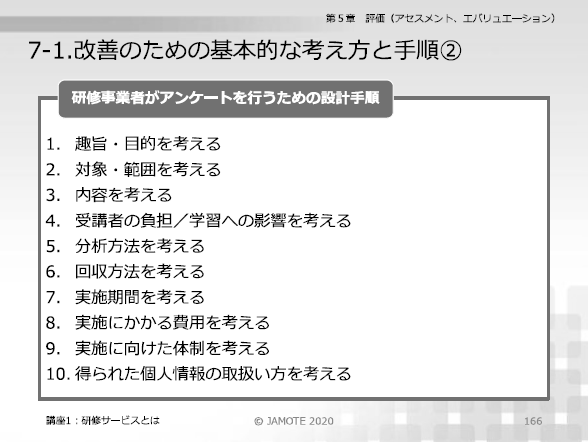 第５章　評価（アセスメント、エバリュエーション）
7-1.改善のための基本的な考え方と手順②
研修事業者がアンケートを行うための設計手順
1. 趣旨・目的を考える
2. 対象・範囲を考える
3. 内容を考える
4. 受講者の負担／学習への影響を考える
5. 分析方法を考える
6. 回収方法を考える
7. 実施期間を考える
8. 実施にかかる費用を考える
9. 実施に向けた体制を考える
10. 得られた個人情報の取扱い方を考える
講座1：研修サービスとは
© JAMOTE 2020
166